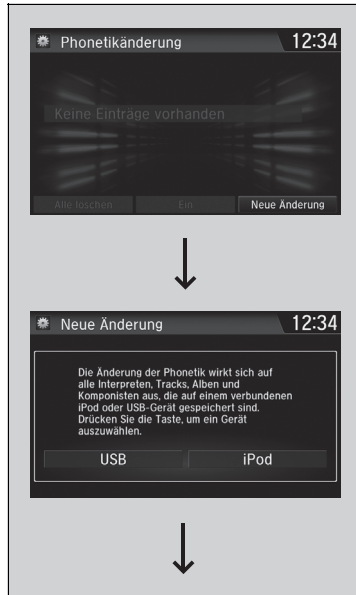 Phonetikänderung 12:34
Keine Einträge vorhanden
Alle löschen Ein Neue Änderung
Neue Änderung 12:34
Die Änderung der Phonetik wirkt sich auf
alle Interpreten, Tracks, Alben und
Komponisten aus, die auf einem verbundenen
iPod oder USB-Gerät gespeichert sind.
Drücken Sie die Taste, um ein Gerät
auszuwählen.
USB iPod